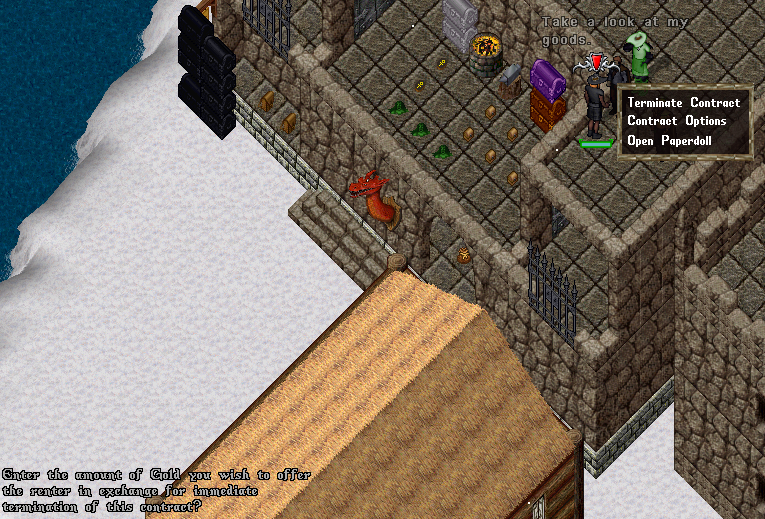 Take a look at my
goods.
Terminate Contract
Contract Options
Open Paperdoll
Enter the amount of Gold you wish to offer
the renter in exchange for immediate
termination of this contract?